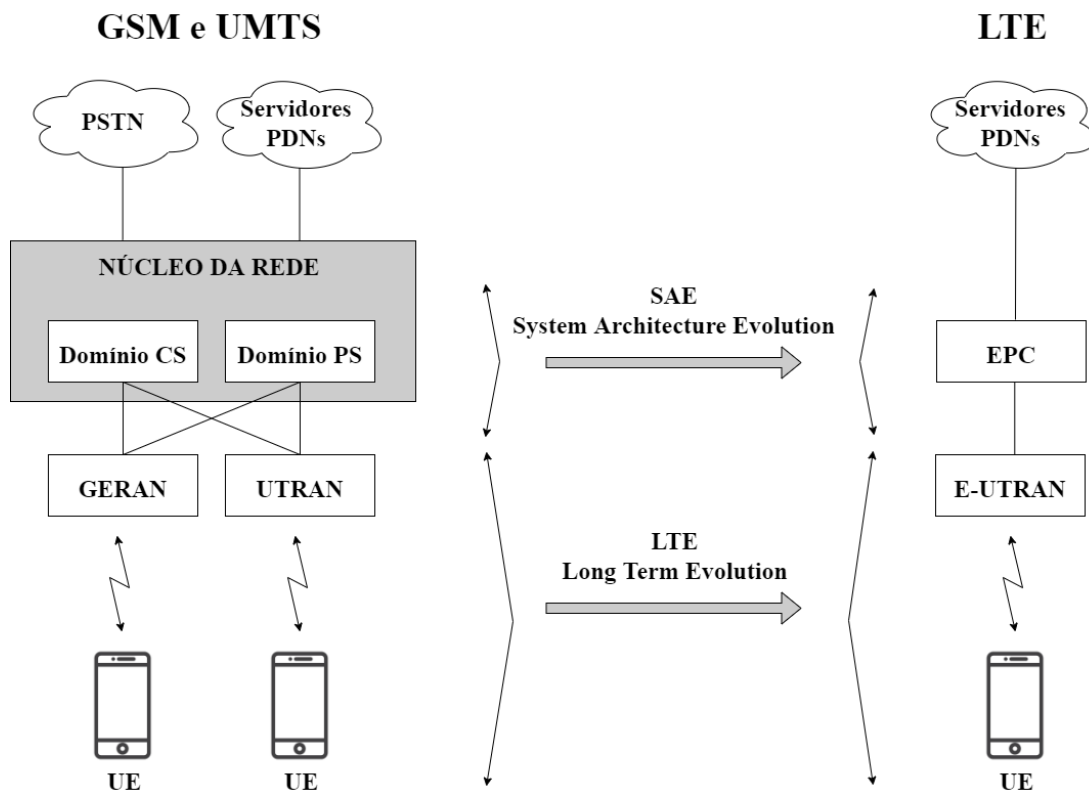 GSM e UMTS
LTE
PSTN
Servidores
PDNs
Servidores
PDNs
NÚCLEO DA REDE
Domínio CS
Domínio PS
SAE
System Architecture Evolution
EPC
GERAN
UTRAN
E-UTRAN
LTE
Long Term Evolution
UE
UE
UE